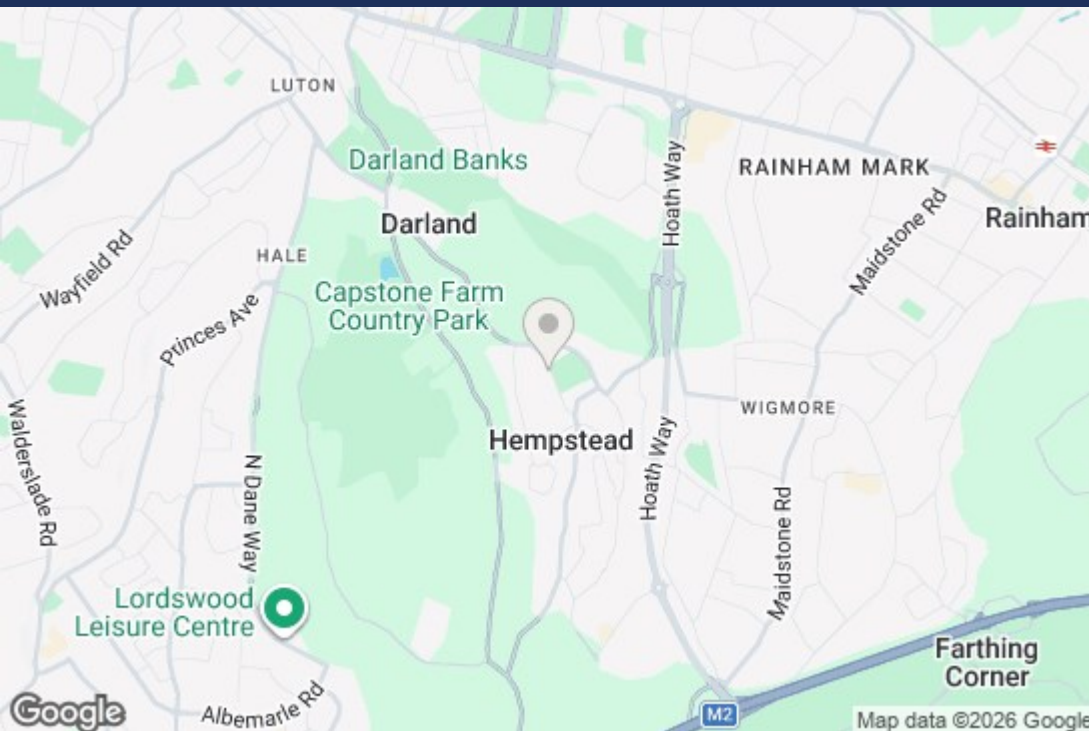 LUTON
Darland Banks
Darland
HALE
Wayfield Rd
Princes Ave
Capstone Farm
Country Park
Hoath Way
RAINHAM MARK
Maidstone Rd
Rainham
WIGMORE
Hempstead
Hoath Way
Walderslade Rd
N Dane Way
Maidstone Rd
Lordswood
Leisure Centre
Albemarle Rd
Farthing
Corner
M2
Google
Map data ©2026 Google